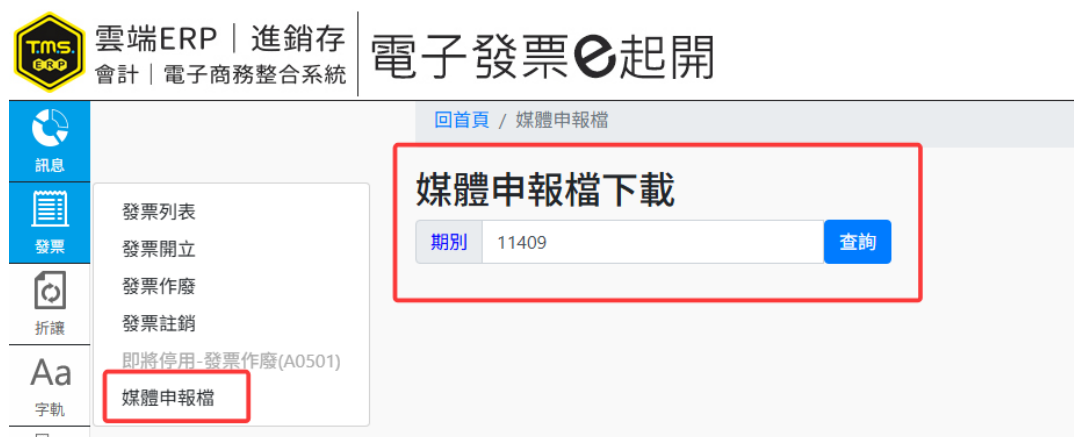 T.M.S.
ERP
雲端ERP｜進銷存
會計｜電子商務整合系統
電子發票e起開
訊息
發票
折讓
Aa
字軌
發票列表
發票開立
發票作廢
發票註銷
即將停用-發票作廢(A0501)
媒體申報檔
回首頁 / 媒體申報檔
媒體申報檔下載
期別 11409 查詢